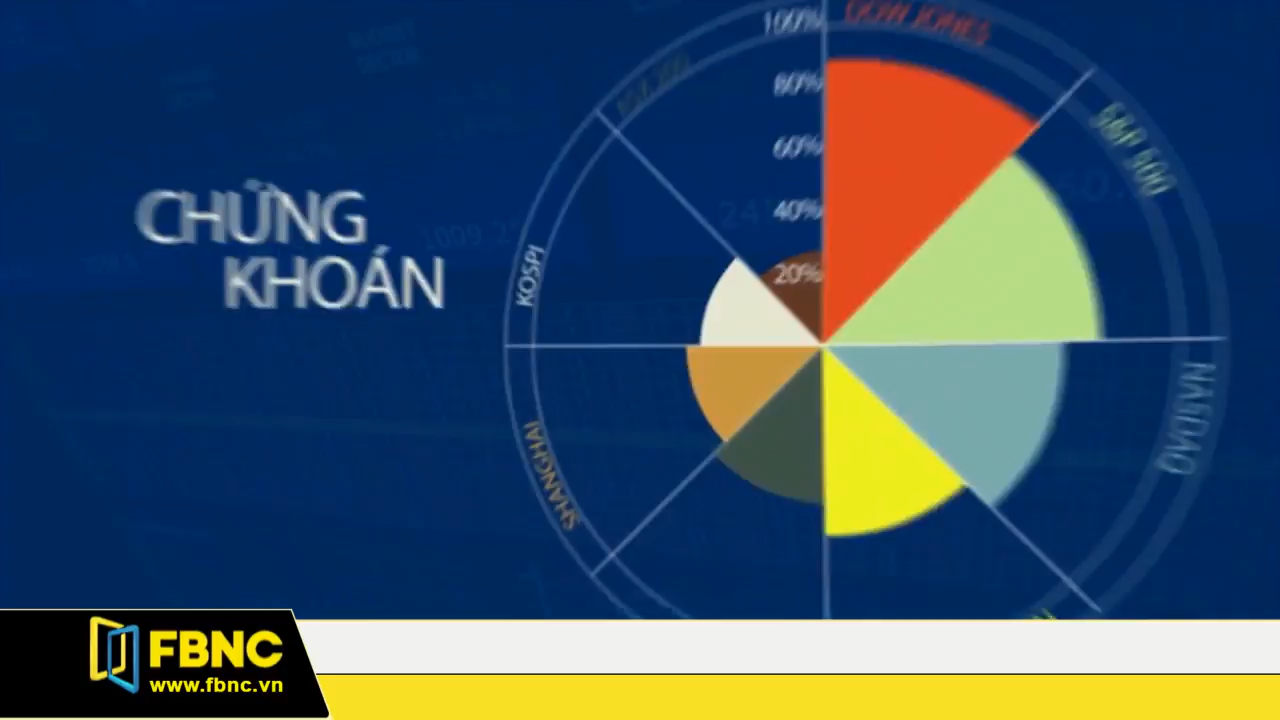 CHỨNG
KHOÁN
100%
80%
60%
40%
20%
DOW JONES
S&P 500
NASDAQ
SHANGHAI
KOSPI
FBNC
www.fbnc.vn